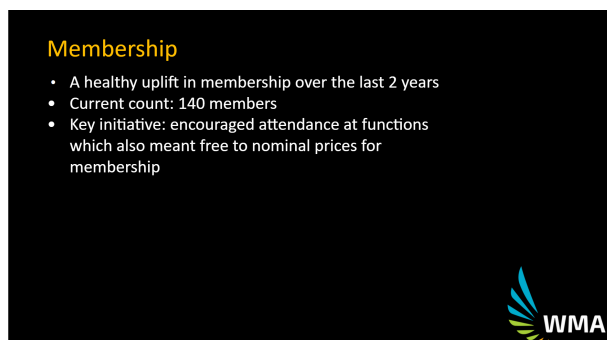 Membership
• A healthy uplift in membership over the last 2 years
• Current count: 140 members
• Key initiative: encouraged attendance at functions
which also meant free to nominal prices for
membership
WMA